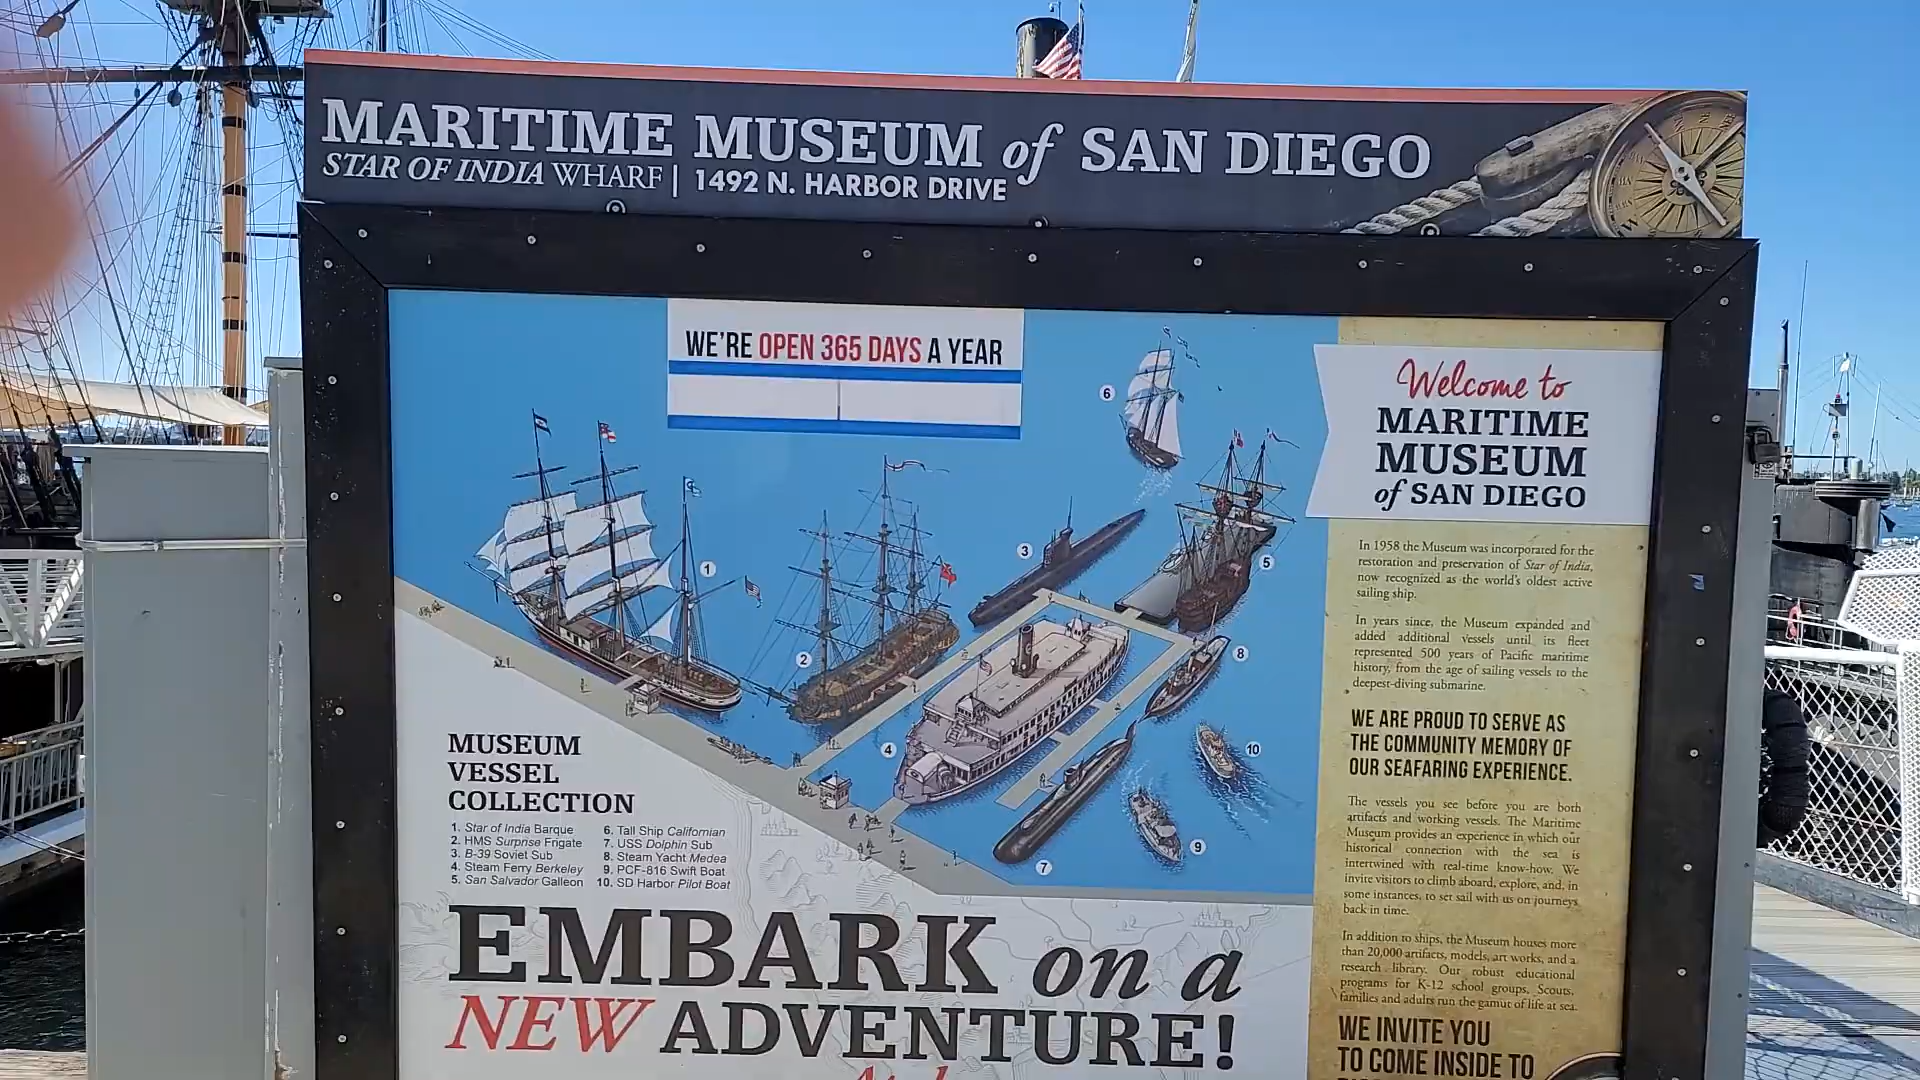 MARITIME MUSEUM of SAN DIEGO
STAR OF INDIA WHARF | 1492 N. HARBOR DRIVE
WE'RE OPEN 365 DAYS A YEAR
6
1
3
5
2
8
4
10
9
7
MUSEUM
VESSEL
COLLECTION
1. Star of India Barque
2. HMS Surprise Frigate
3. B-39 Soviet Sub
4. Steam Ferry Berkeley
5. San Salvador Galleon
6. Tall Ship Californian
7. USS Dolphin Sub
8. Steam Yacht Medea
9. PCF-816 Swift Boat
10. SD Harbor Pilot Boat
EMBARK on a
NEW ADVENTURE!
Welcome to
MARITIME
MUSEUM
of SAN DIEGO
In 1958 the Museum was incorporated for the
restoration and preservation of Star of India,
now recognized as the world's oldest active
sailing ship.
In years since, the Museum expanded and
added additional vessels until its fleet
represented 500 years of Pacific maritime
history, from the age of sailing vessels to the
deepest-diving submarine.
WE ARE PROUD TO SERVE AS
THE COMMUNITY MEMORY OF
OUR SEAFARING EXPERIENCE.
The vessels you see before you are both
artifacts and working vessels. The Maritime
Museum provides an experience in which our
historical connection with the sea is
intertwined with real-time know-how. We
invite visitors to climb aboard, explore, and, in
some instances, to set sail with us on journeys
back in time.
In addition to ships, the Museum houses more
than 20,000 artifacts, models, art works, and a
research library. Our robust educational
programs for K-12 school groups, Scouts,
families and adults run the gamut of life at sea.
WE INVITE YOU
TO COME INSIDE TO